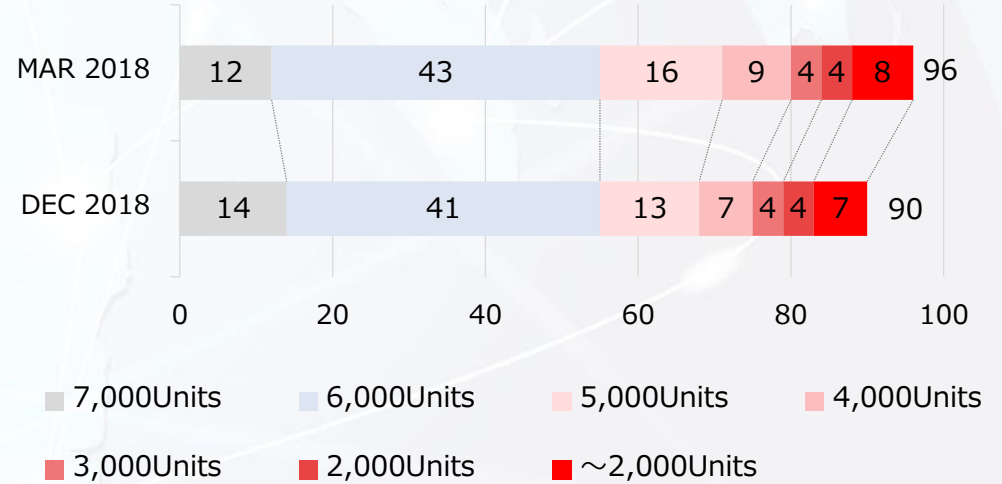 MAR 2018 12 43 16 9 4 4 8 96
DEC 2018 14 41 13 7 4 4 7 90
0 20 40 60 80 100
7,000Units 6,000Units 5,000Units 4,000Units
3,000Units 2,000Units ～2,000Units